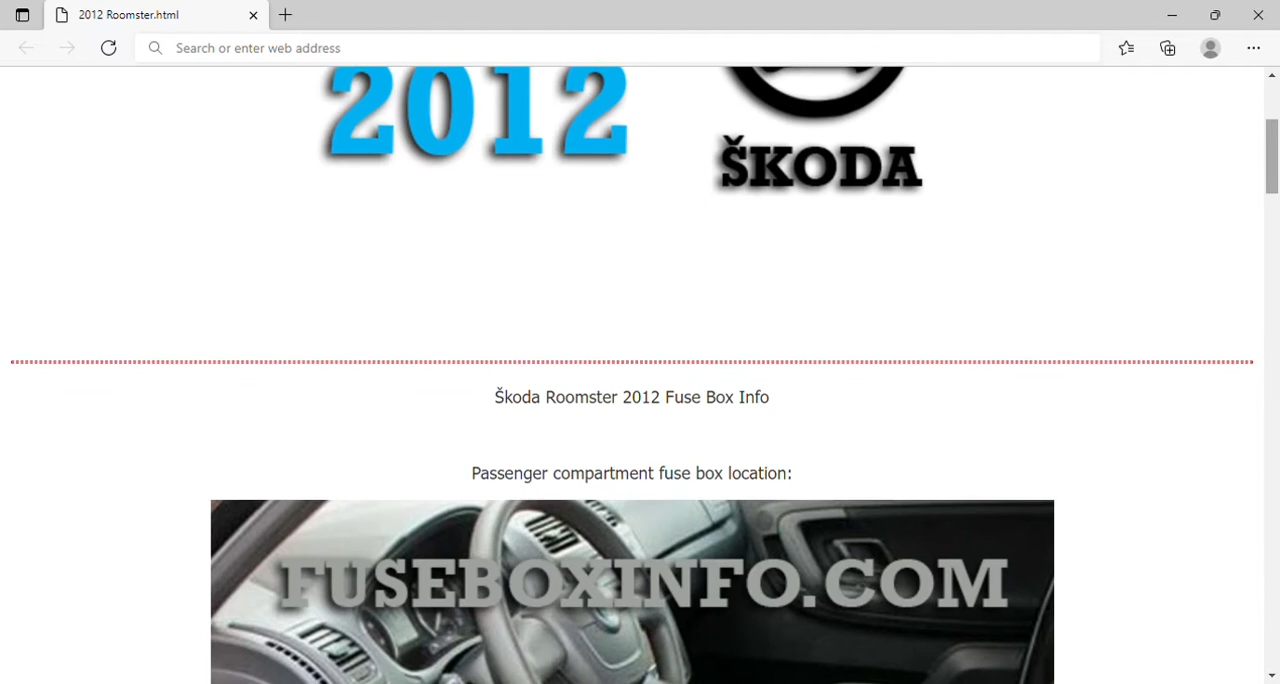 2012 Roomster.html
Search or enter web address
2012
ŠKODA
Škoda Roomster 2012 Fuse Box Info
Passenger compartment fuse box location:
FUSEBOXINFO.COM